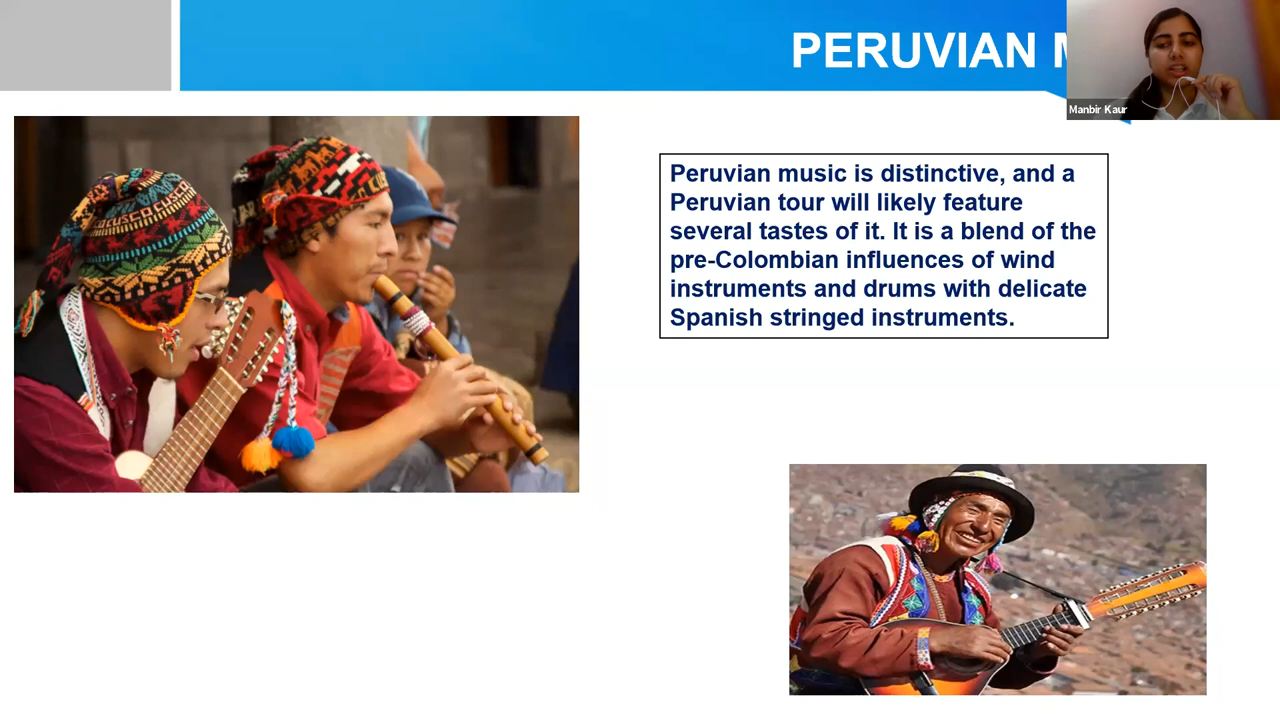 PERUVIAN
Manbir Kaur
Peruvian music is distinctive, and a
Peruvian tour will likely feature
several tastes of it. It is a blend of the
pre-Colombian influences of wind
instruments and drums with delicate
Spanish stringed instruments.
CUSCO CUSCO